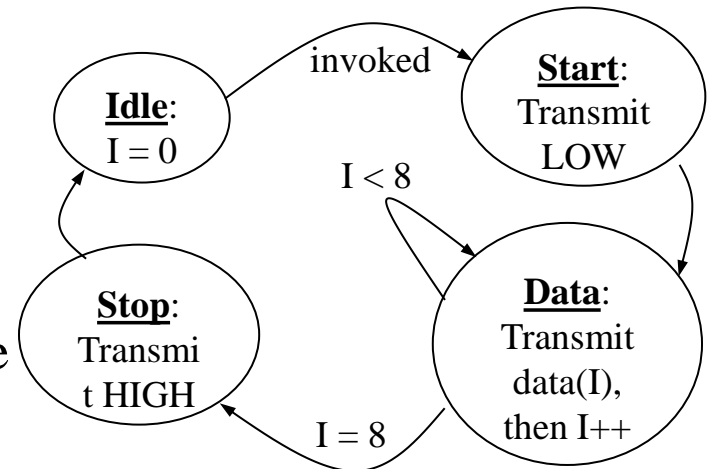 Idle:
I = 0
invoked
Start:
Transmit
LOW
I < 8
Data:
Transmit
data(I),
then I++
I = 8
Stop:
Transmi
t HIGH
e